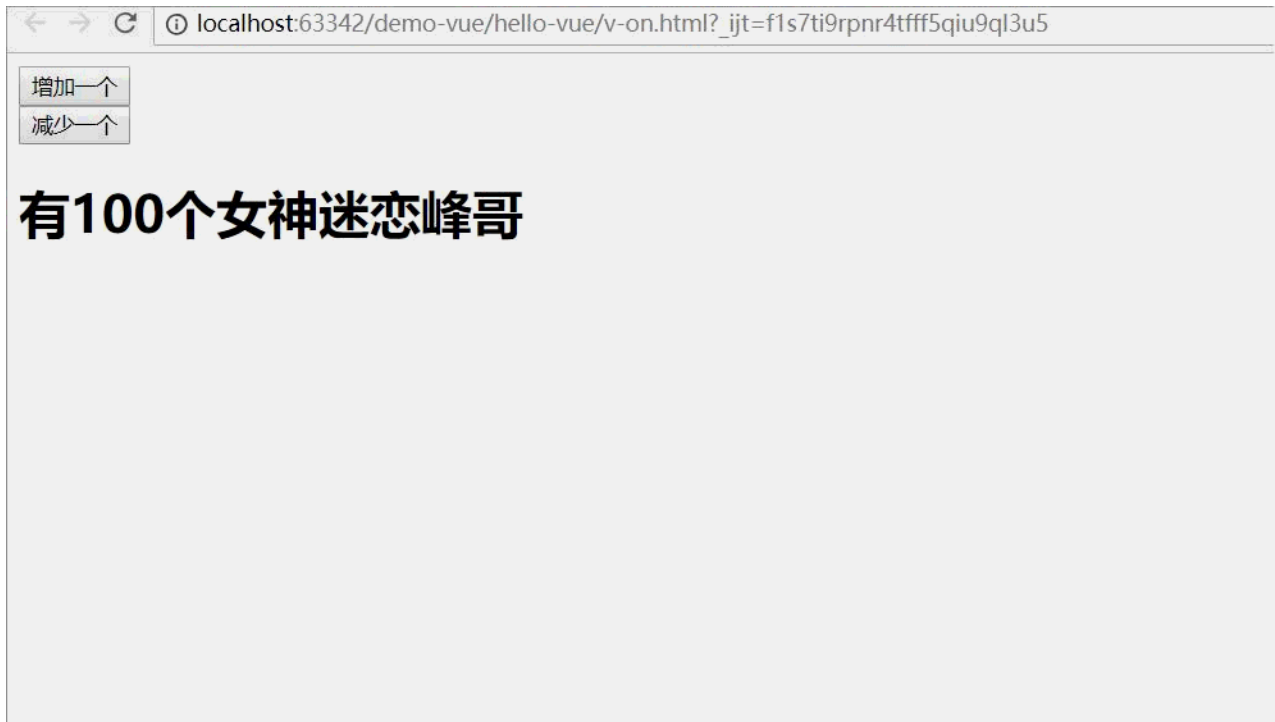 localhost:63342/demo-vue/hello-vue/v-on.html?_ijt=f1s7ti9rpnr4tfff5qiu9ql3u5
增加一个
减少一个
有100个女神迷恋峰哥